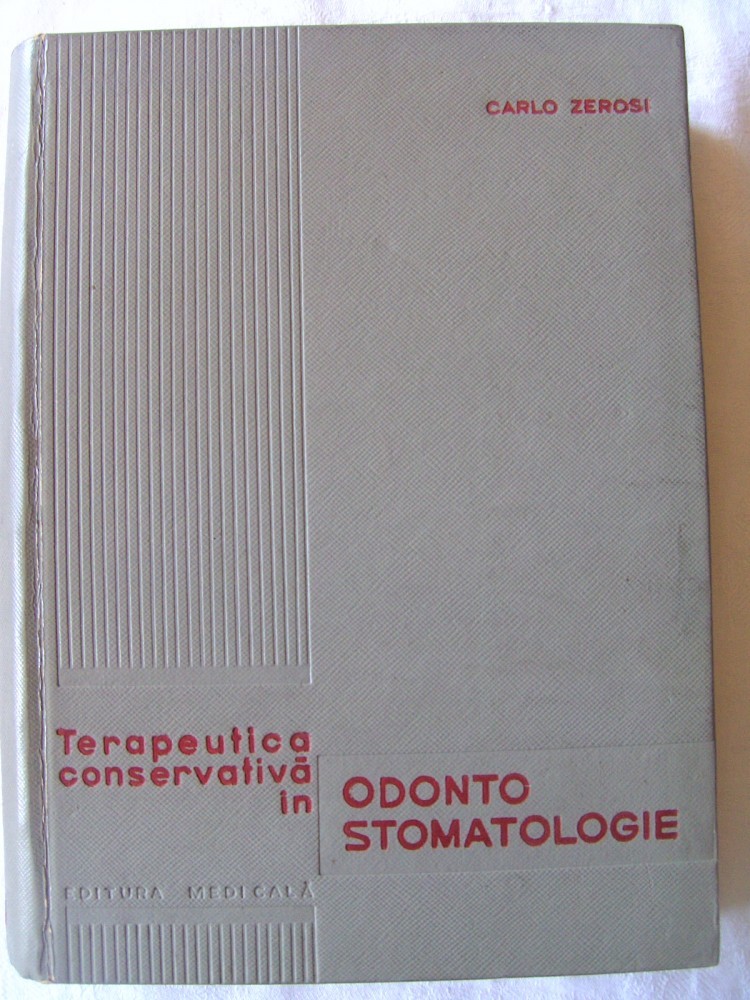 CARLO ZEROSI
Terapeutica
conservativă
în
ODONTO
STOMATOLOGIE
EDITURA MEDICALĂ